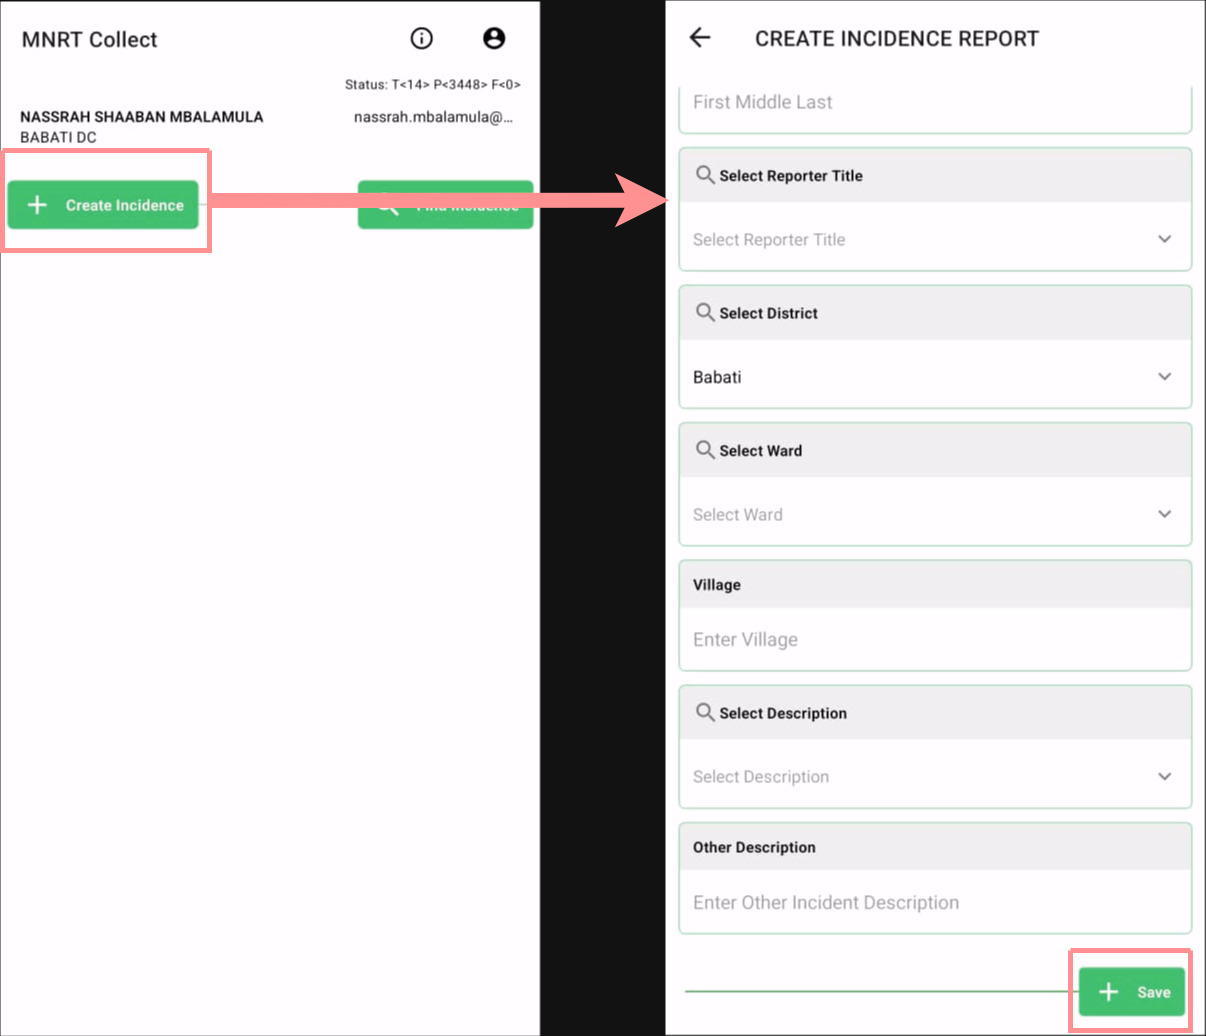 MNRT Collect
Status: T<14> P<3448> F<0>
NASSRAH SHAABAN MBALAMULA
nassrah.mbalamula@...
BABATI DC
Create Incidence
Find Incidence
CREATE INCIDENCE REPORT
First Middle Last
Select Reporter Title
Select Reporter Title
Select District
Babati
Select Ward
Select Ward
Village
Enter Village
Select Description
Select Description
Other Description
Enter Other Incident Description
Save